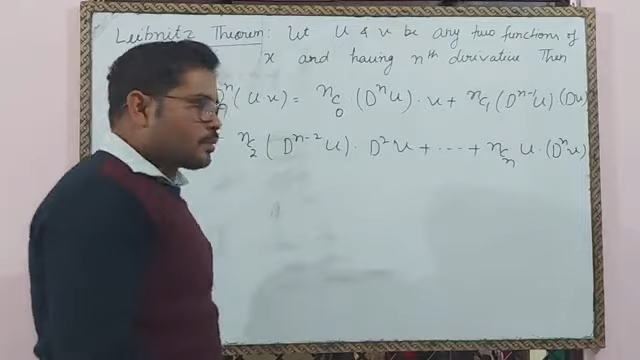 Leibnitz Theorem: Let u & v be any two functions of
x and having nth derivative Then
Dⁿ(u.v) = ⁿC₀ (Dⁿu).v + ⁿC₁ (Dⁿ⁻¹u).(Dv)
ⁿC₂ (Dⁿ⁻²u). D²v + ---- + ⁿCₙ u.(Dⁿv)